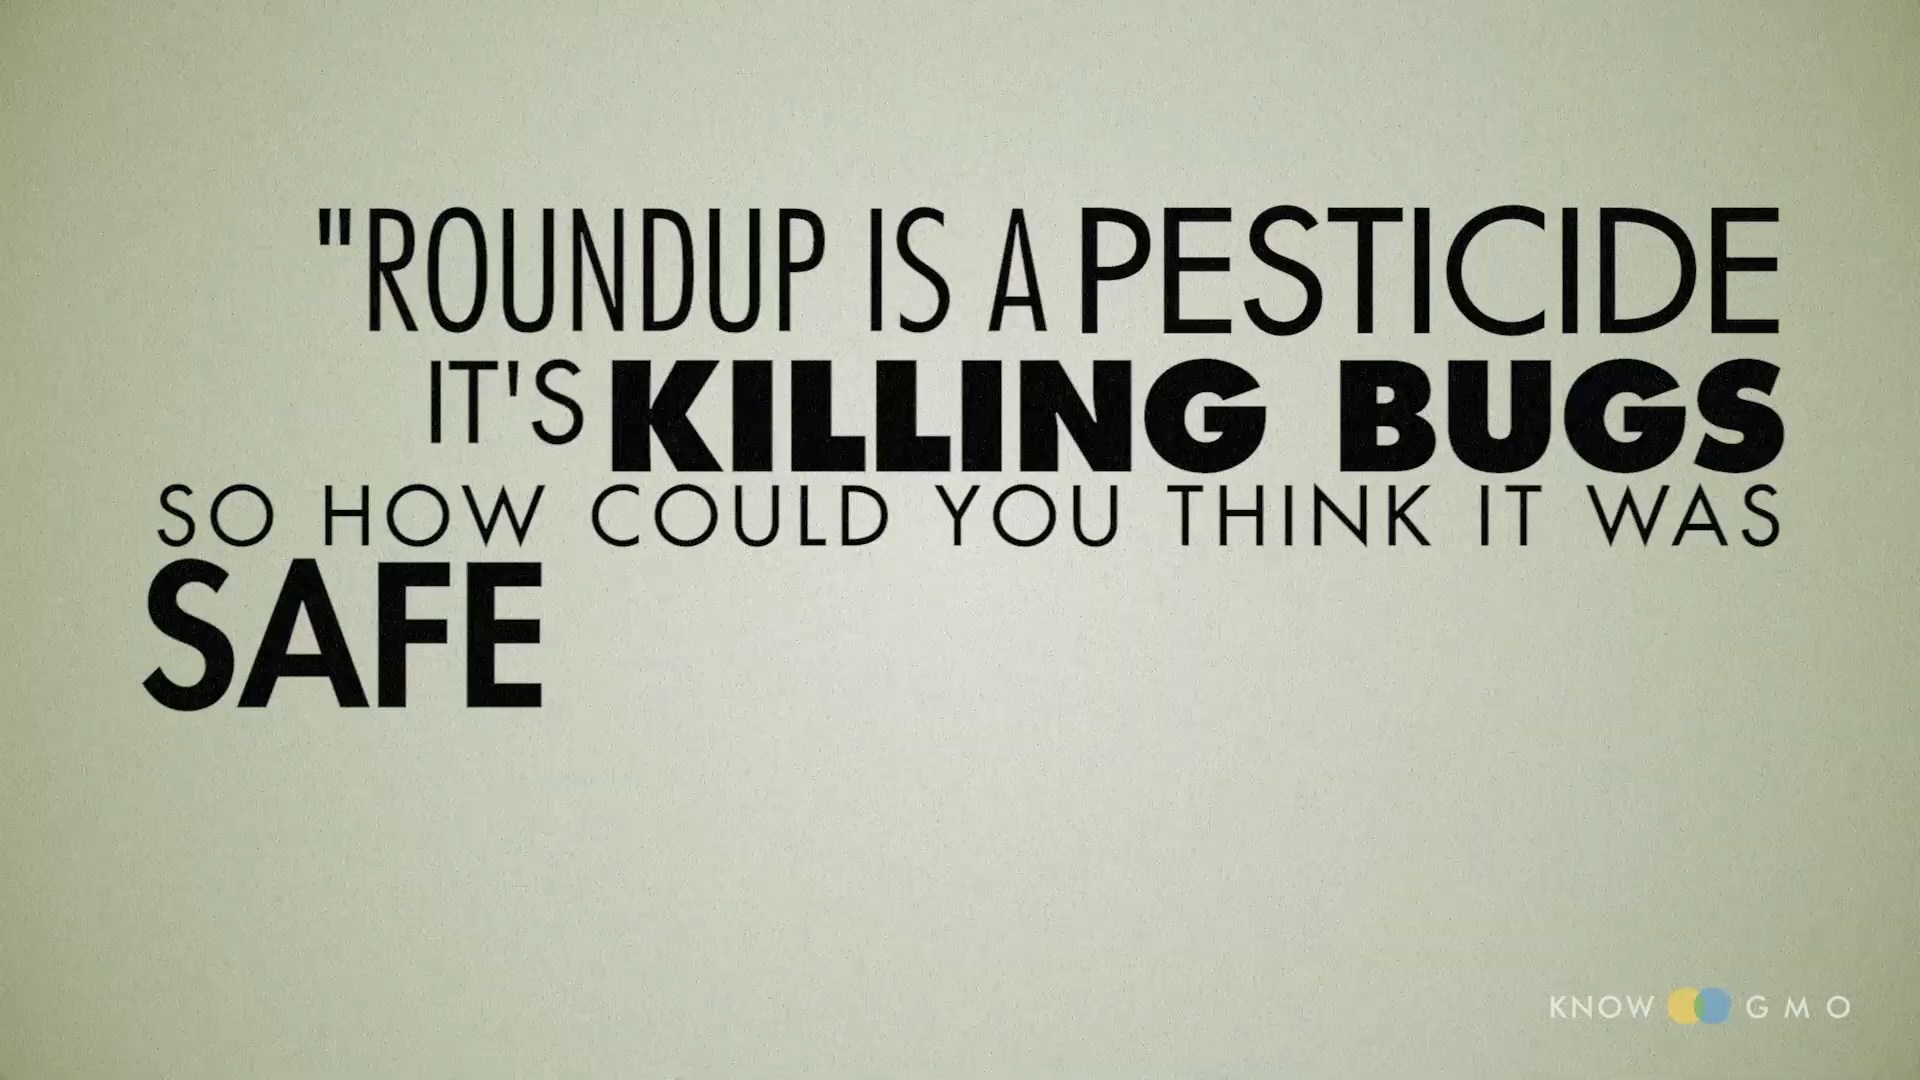 "ROUNDUP IS A PESTICIDE
IT'S KILLING BUGS
SO HOW COULD YOU THINK IT WAS
SAFE
KNOW GMO